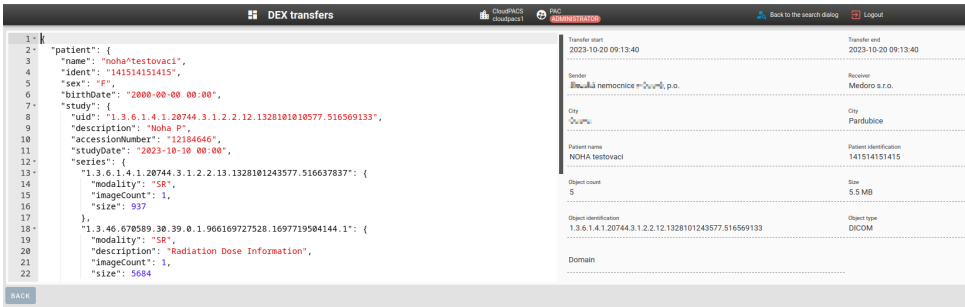 DEX transfers
CloudPACS
cloudpacs1
PAC
ADMINISTRATOR
Back to the search dialog
Logout
1 {
2 "patient": {
3 "name": "noha^testovaci",
4 "ident": "141514151415",
5 "sex": "F",
6 "birthDate": "2000-00-00 00:00",
7 "study": {
8 "uid": "1.3.6.1.4.1.20744.3.1.2.2.12.1328101010577.516569133",
9 "description": "Noha P",
10 "accessionNumber": "12184646",
11 "studyDate": "2023-10-10 00:00",
12 "series": {
13 "1.3.6.1.4.1.20744.3.1.2.2.13.1328101243577.516637837": {
14 "modality": "SR",
15 "imageCount": 1,
16 "size": 937
17 },
18 "1.3.46.670589.30.39.0.1.966169727528.1697719504144.1": {
19 "modality": "SR",
20 "description": "Radiation Dose Information",
21 "imageCount": 1,
22 "size": 5684
Transfer start
2023-10-20 09:13:40
Transfer end
2023-10-20 09:13:40
Sender
nemocnice p.o.
Receiver
Medoro s.r.o.
City
City
Pardubice
Patient name
NOHA testovaci
Patient identification
141514151415
Object count
5
Size
5.5 MB
Object identification
1.3.6.1.4.1.20744.3.1.2.2.12.1328101243577.516569133
Object type
DICOM
Domain
BACK